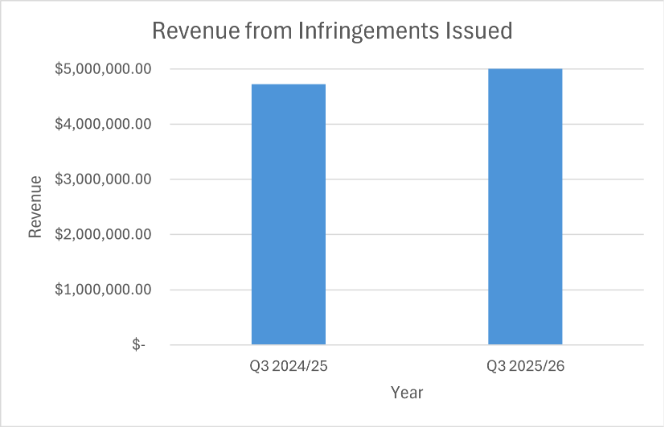 Revenue from Infringements Issued
$5,000,000.00
$4,000,000.00
$3,000,000.00
$2,000,000.00
$1,000,000.00
$-
Revenue
Q3 2024/25
Q3 2025/26
Year